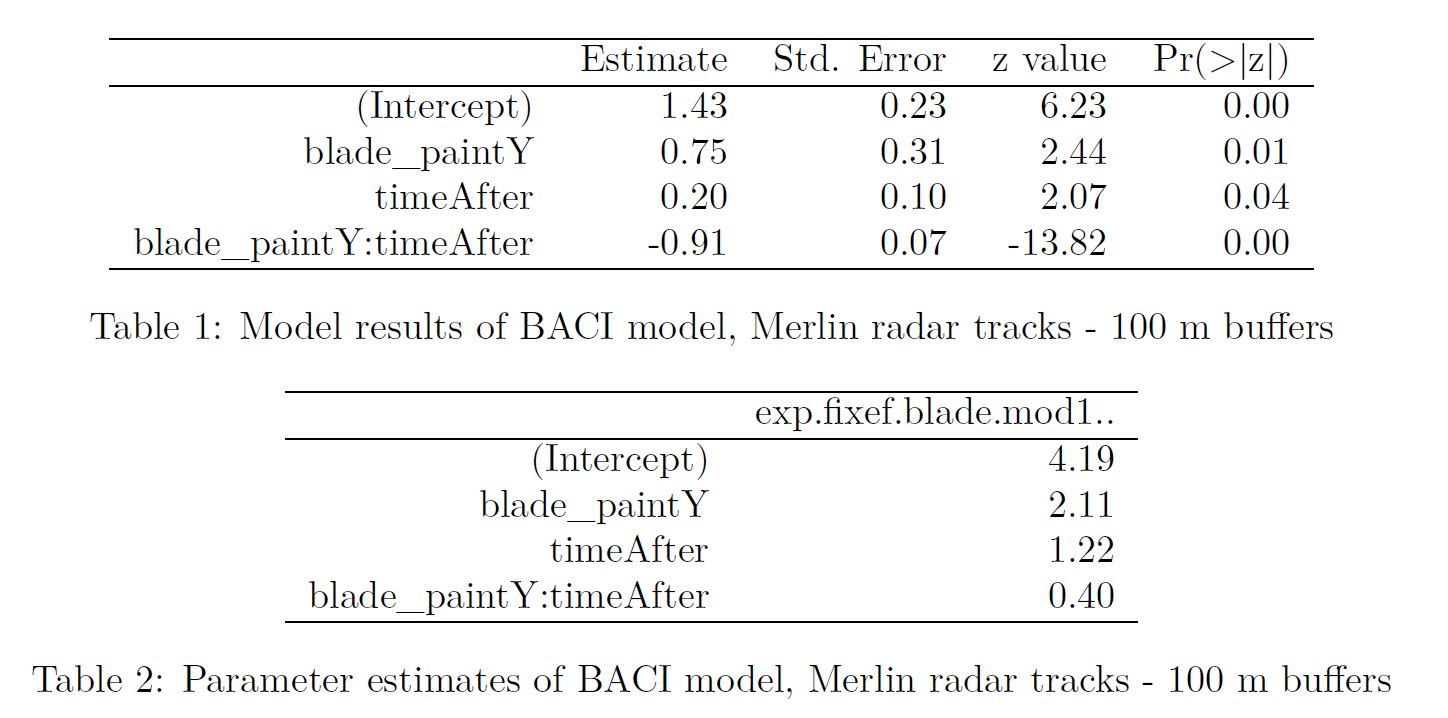 Estimate Std. Error z value Pr(>|z|)
(Intercept) 1.43 0.23 6.23 0.00
blade_paintY 0.75 0.31 2.44 0.01
timeAfter 0.20 0.10 2.07 0.04
blade_paintY:timeAfter -0.91 0.07 -13.82 0.00
Table 1: Model results of BACI model, Merlin radar tracks - 100 m buffers
exp.fixef.blade.mod1..
(Intercept) 4.19
blade_paintY 2.11
timeAfter 1.22
blade_paintY:timeAfter 0.40
Table 2: Parameter estimates of BACI model, Merlin radar tracks - 100 m buffers